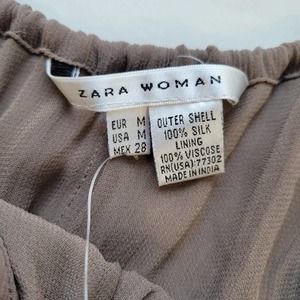 ZARA WOMAN
EUR M
USA M
MEX 28
OUTER SHELL
100% SILK
LINING
100% VISCOSE
RN(USA):77302
MADE IN INDIA